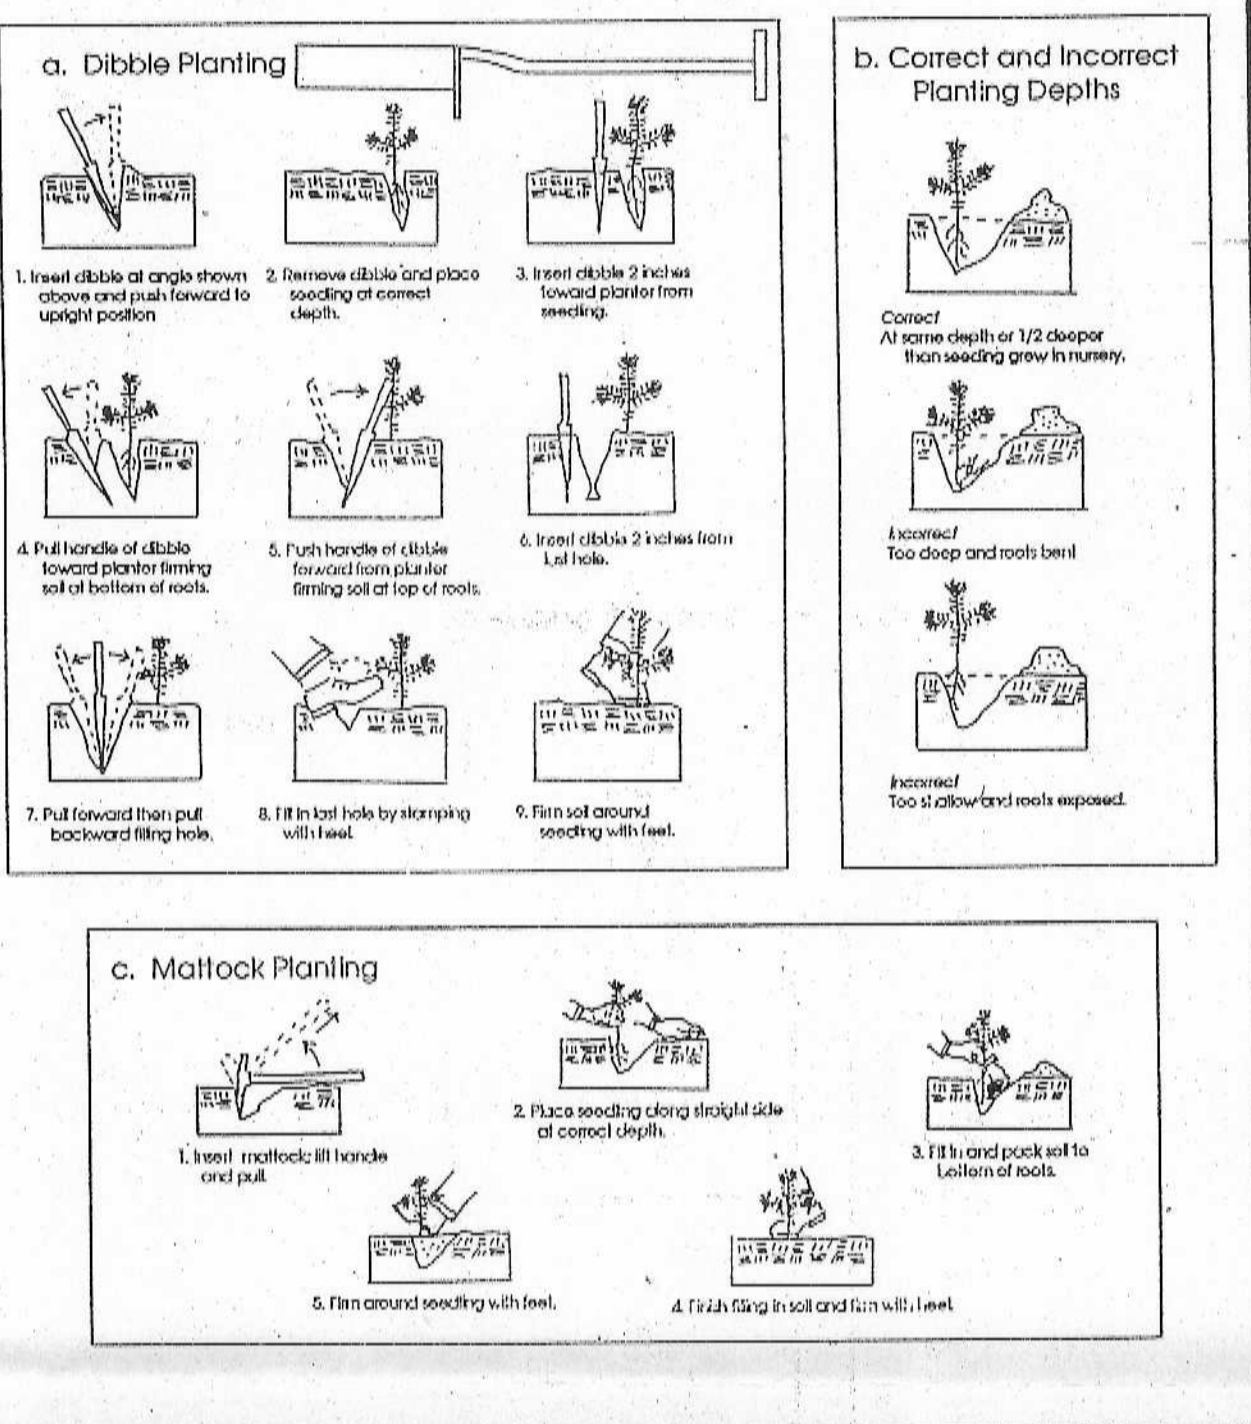 a. Dibble Planting
1. Insert dibble at angle shown
above and push forward to
upright position
2. Remove dibble and place
seedling at correct
depth.
3. Insert dibble 2 inches
toward planter from
seedling.
4. Pull handle of dibble
toward planter firming
soil at bottom of roots.
5. Push handle of dibble
forward from planter
firming soil at top of roots.
6. Insert dibble 2 inches from
last hole.
7. Pull forward then pull
backward filling hole.
8. Fill in last hole by stamping
with heel.
9. Firm soil around
seedling with feet.
b. Correct and Incorrect
Planting Depths
Correct
At same depth or 1/2 deeper
than seedling grew in nursery.
Incorrect
Too deep and roots bent
Incorrect
Too shallow and roots exposed.
c. Mattock Planting
1. Insert mattock; lift handle
and pull.
2. Place seedling along straight side
at correct depth.
3. Fill in and pack soil to
bottom of roots.
5. Firm around seedling with feet.
4. Finish filling in soil and firm with heel.